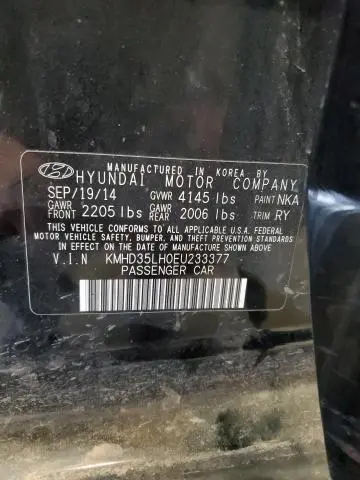 MANUFACTURED IN KOREA BY
HYUNDAI MOTOR COMPANY
SEP/19/14 GVWR 4145 lbs PAINT NKA
GAWR FRONT 2205 lbs GAWR REAR 2006 lbs TRIM RY
THIS VEHICLE CONFORMS TO ALL APPLICABLE U.S.A. FEDERAL
MOTOR VEHICLE SAFETY, BUMPER, AND THEFT PREVENTION STANDARDS
IN EFFECT ON THE DATE OF MANUFACTURE SHOWN ABOVE.
V.I.N KMHD35LH0EU233377
PASSENGER CAR